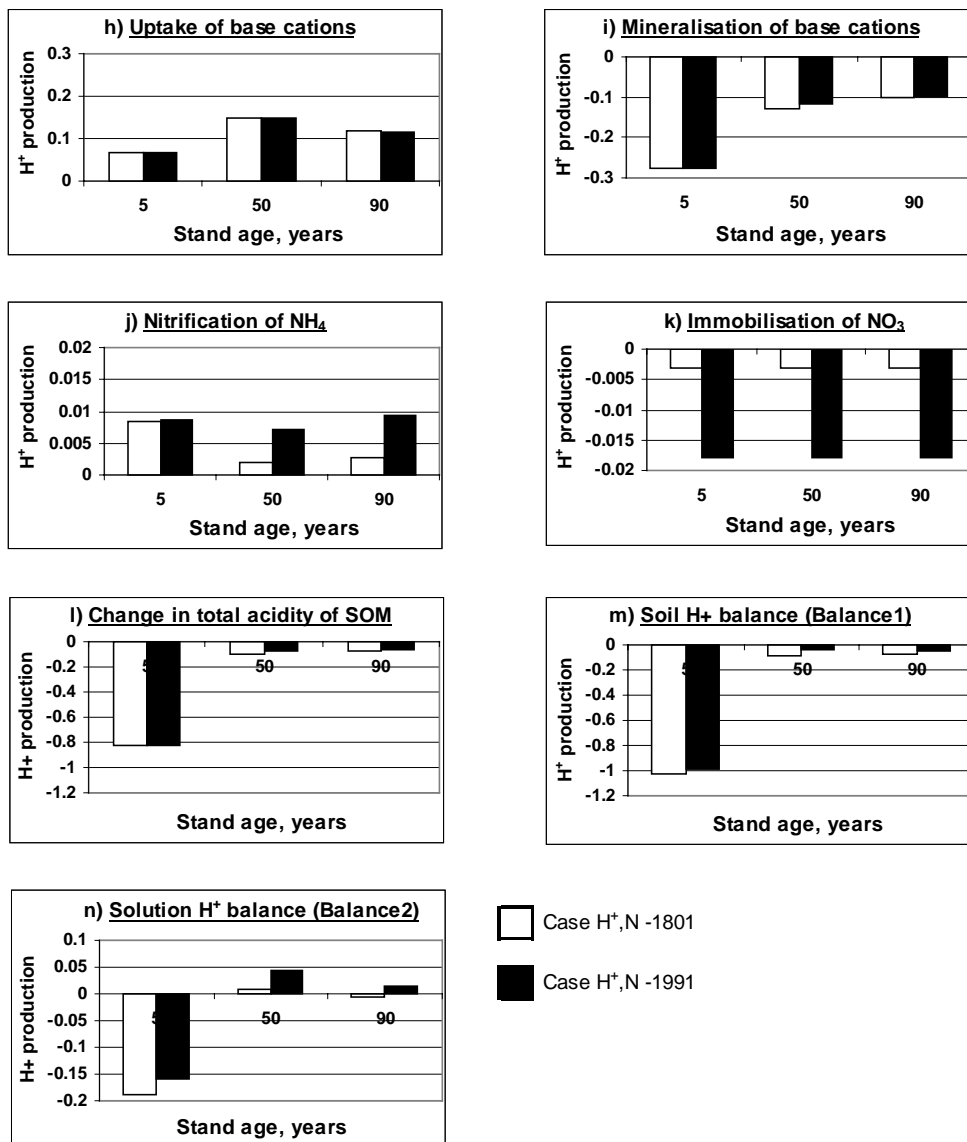 h) Uptake of base cations
H+ production
0.3
0.2
0.1
0
5 50 90
Stand age, years
i) Mineralisation of base cations
H+ production
0
-0.1
-0.2
-0.3
5 50 90
Stand age, years
j) Nitrification of NH4
H+ production
0.02
0.015
0.01
0.005
0
5 50 90
Stand age, years
k) Immobilisation of NO3
H+ production
0
-0.005
-0.01
-0.015
-0.02
5 50 90
Stand age, years
l) Change in total acidity of SOM
H+ production
0
-0.2
-0.4
-0.6
-0.8
-1
-1.2
5 50 90
Stand age, years
m) Soil H+ balance (Balance1)
H+ production
0
-0.2
-0.4
-0.6
-0.8
-1
-1.2
5 50 90
Stand age, years
n) Solution H+ balance (Balance2)
H+ production
0.1
0.05
0
-0.05
-0.1
-0.15
-0.2
5 50 90
Stand age, years
Case H+,N -1801
Case H+,N -1991